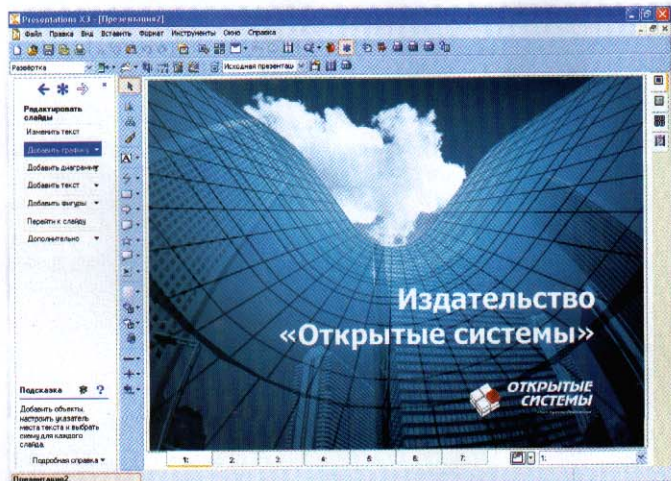 Presentations X3 - [Презентация2]
Файл Правка Вид Вставить Формат Инструменты Окно Справка
Развёртка
Исходная презентаци
Редактировать
слайды
Изменить текст
Добавить графику
Добавить диаграмму
Добавить текст
Добавить фигуры
Перейти к слайду
Дополнительно
Издательство
«Открытые системы»
ОТКРЫТЫЕ
СИСТЕМЫ
Подсказка
Добавить объекты,
настроить указатель
места текста и выбрать
схему для каждого
слайда.
Подробная справка
1: 2: 3: 4: 5: 6: 7: 1:
Презентация2